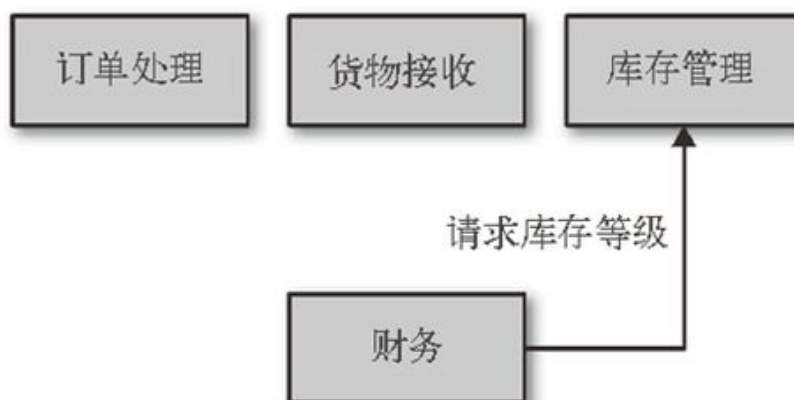 订单处理
货物接收
库存管理
请求库存等级
财务